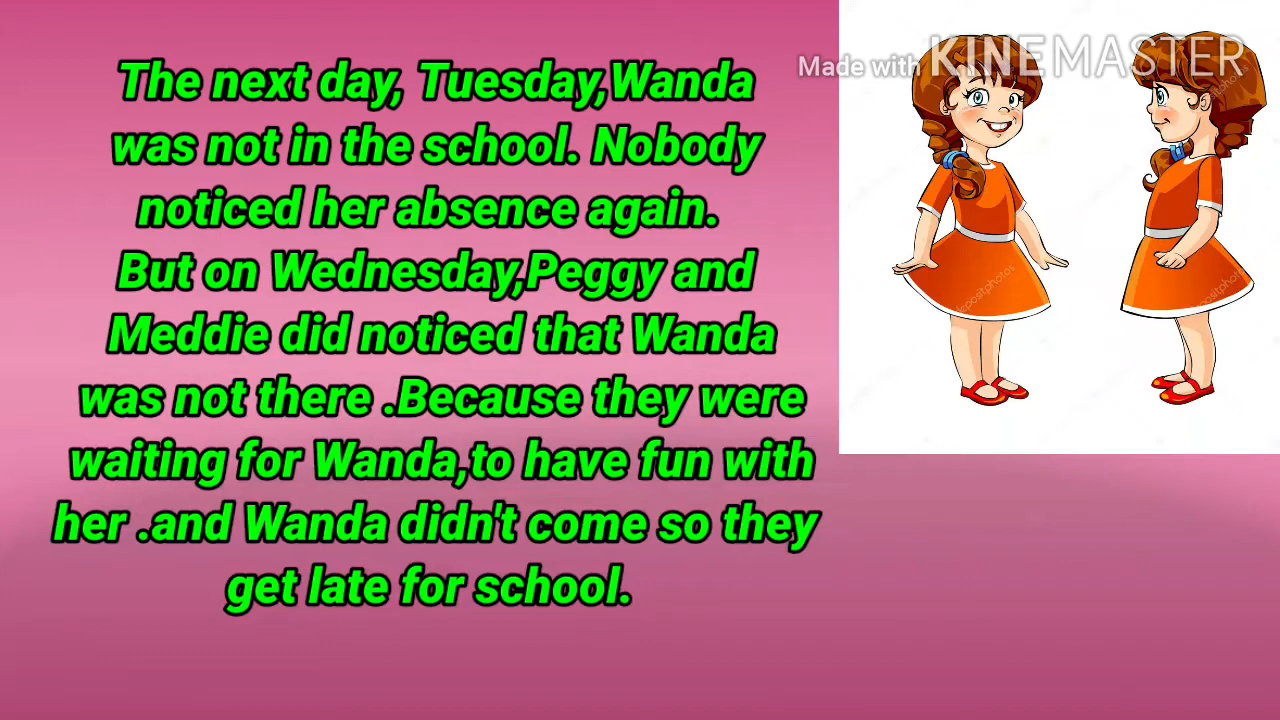 Made with KINEMASTER
The next day, Tuesday,Wanda
was not in the school. Nobody
noticed her absence again.
But on Wednesday,Peggy and
Meddie did noticed that Wanda
was not there .Because they were
waiting for Wanda,to have fun with
her .and Wanda didn't come so they
get late for school.